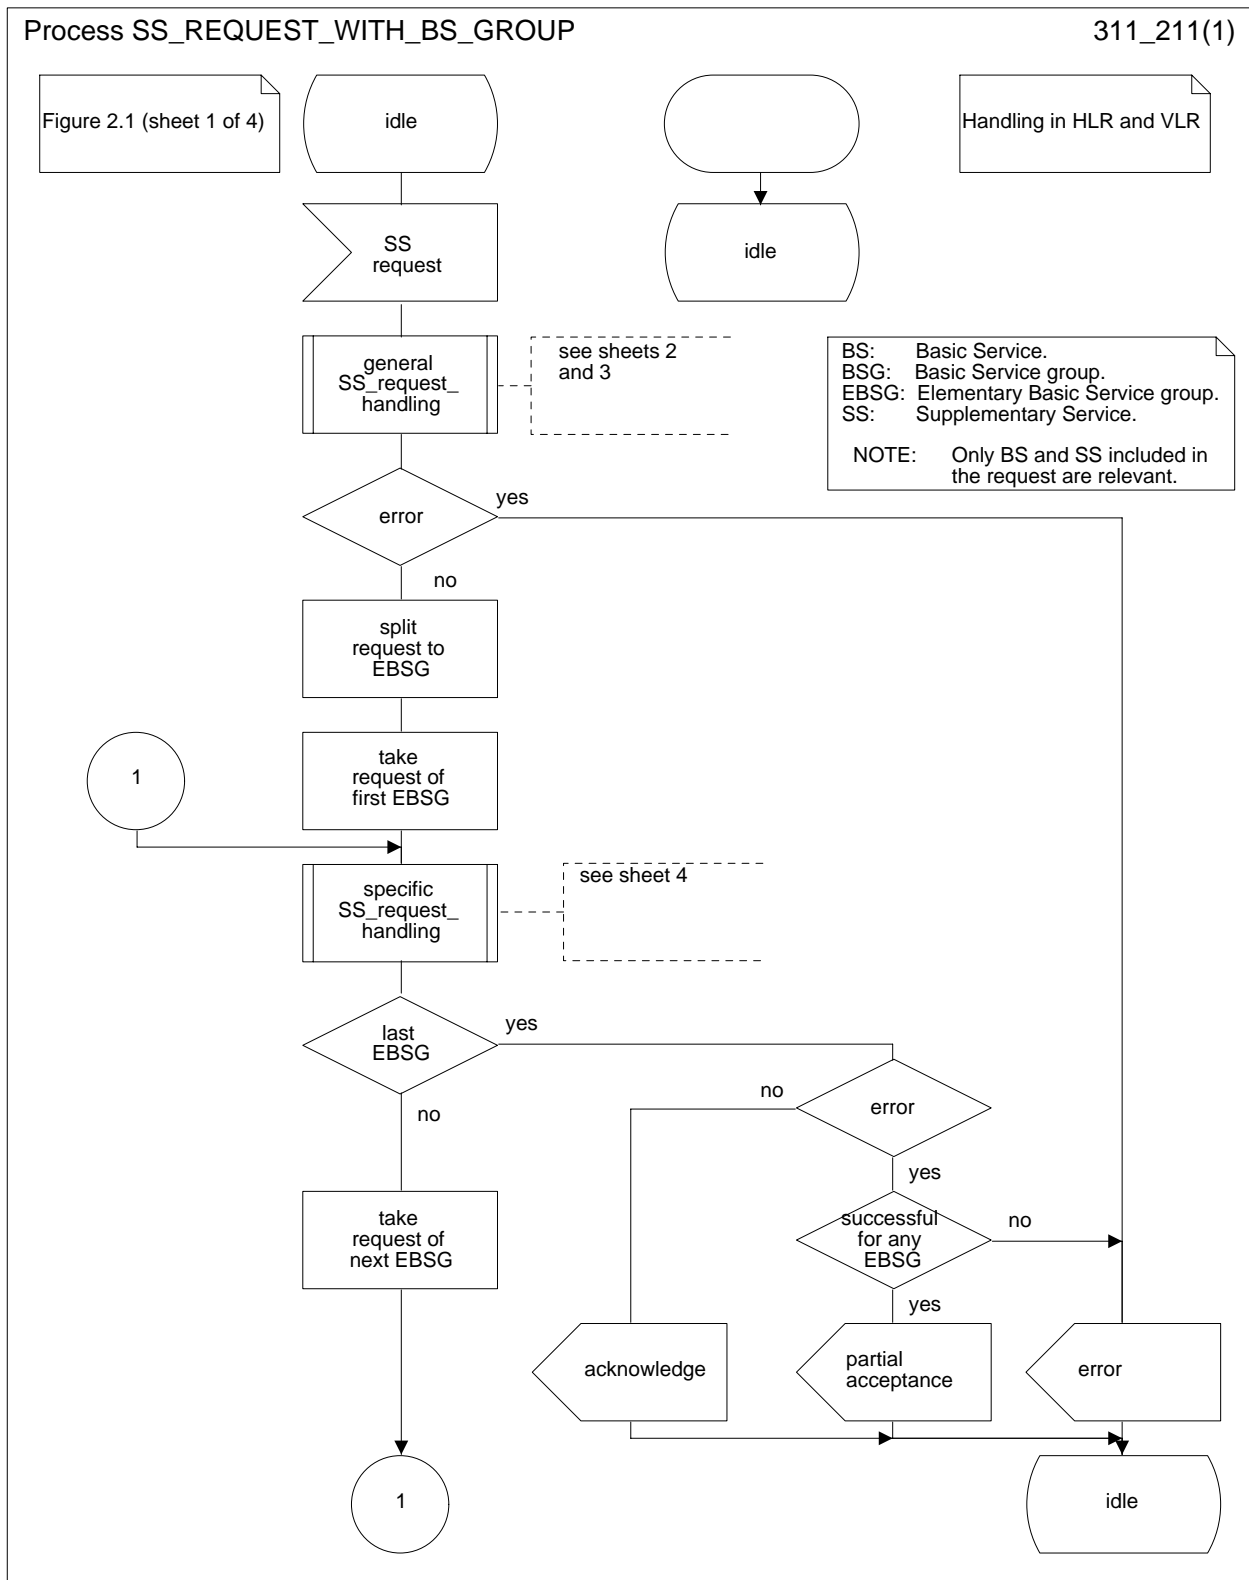 Process SS_REQUEST_WITH_BS_GROUP
311_211(1)
Figure 2.1 (sheet 1 of 4)
idle
Handling in HLR and VLR
SS
request
idle
general
SS_request_
handling
see sheets 2
and 3
BS: Basic Service.
BSG: Basic Service group.
EBSG: Elementary Basic Service group.
SS: Supplementary Service.
NOTE: Only BS and SS included in
the request are relevant.
error
yes
no
split
request to
EBSG
take
request of
first EBSG
1
specific
SS_request_
handling
see sheet 4
last
EBSG
yes
no
no
error
yes
take
request of
next EBSG
successful
for any
EBSG
no
yes
acknowledge
partial
acceptance
error
1
idle